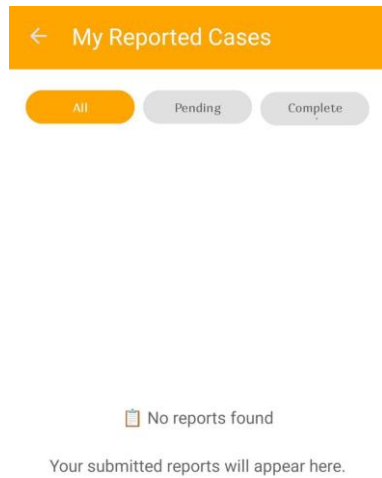 My Reported Cases
All
Pending
Complete
No reports found
Your submitted reports will appear here.